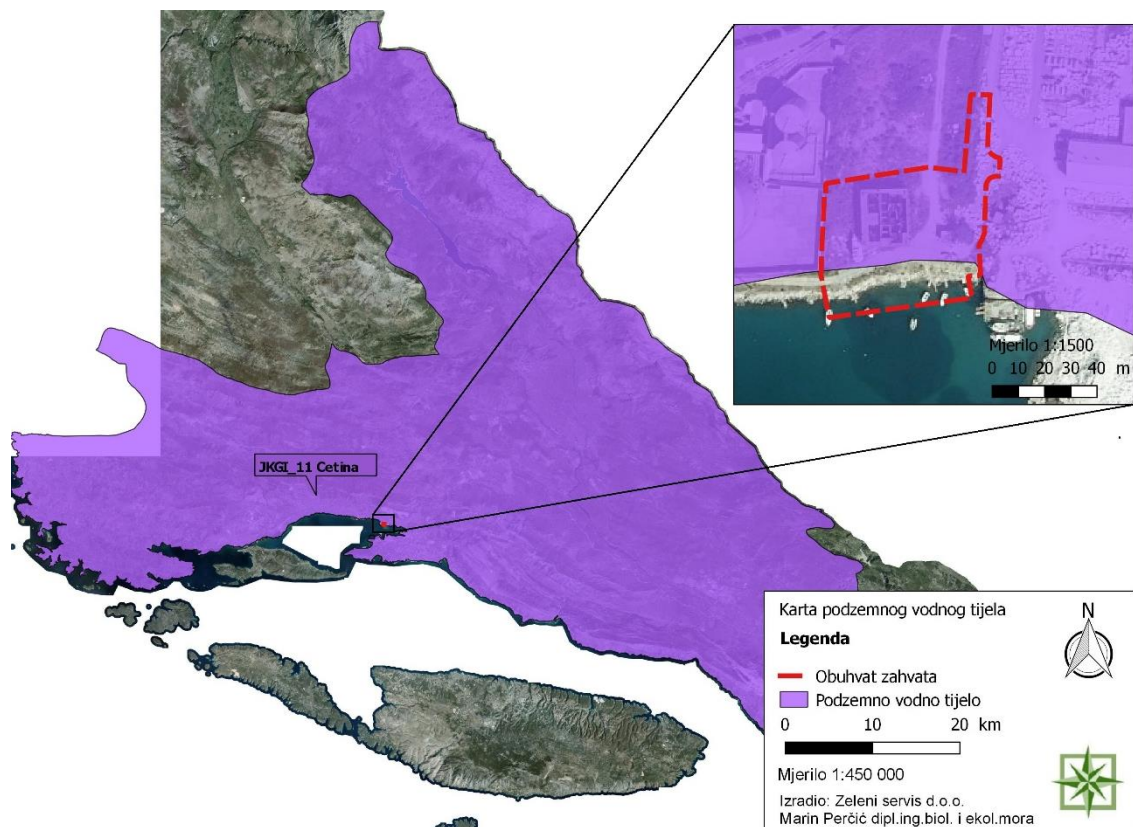 Mjerilo 1:1500
0 10 20 30 40 m
JKGI_11 Cetina
Karta podzemnog vodnog tijela
Legenda
N
Obuhvat zahvata
Podzemno vodno tijelo
0 10 20 km
Mjerilo 1:450 000
Izradio: Zeleni servis d.o.o.
Marin Perčić dipl.ing.biol. i ekol.mora